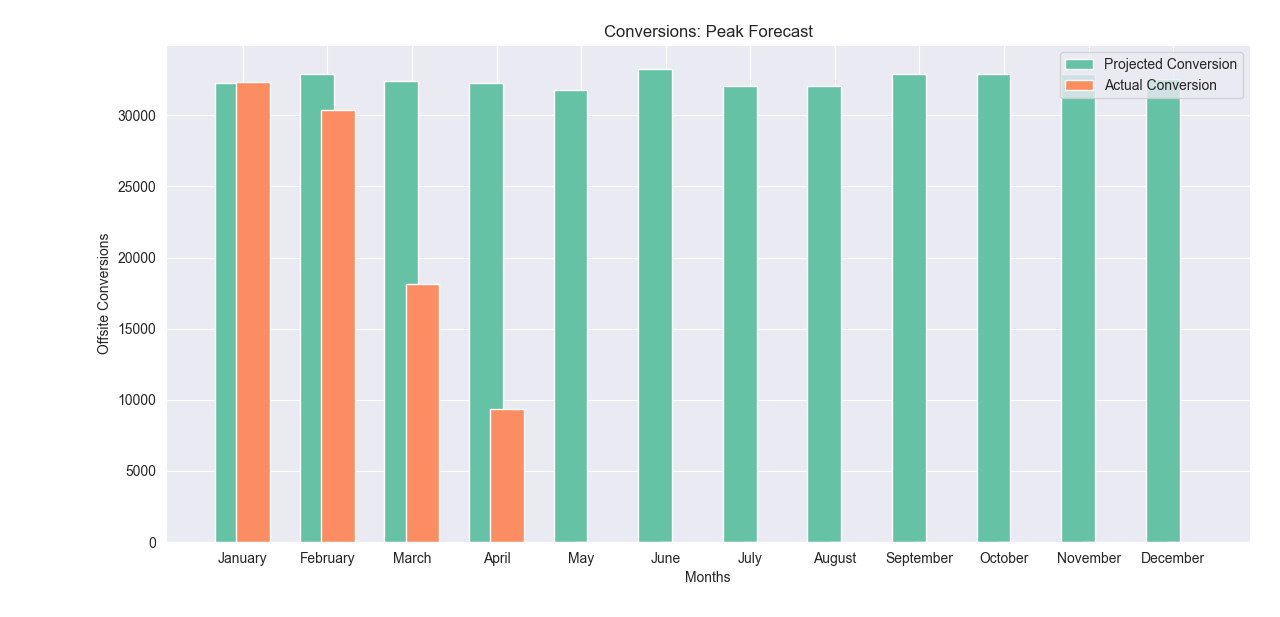 Conversions: Peak Forecast
Projected Conversion
Actual Conversion
30000
25000
20000
15000
10000
5000
0
Offsite Conversions
January February March April May June July August September October November December
Months